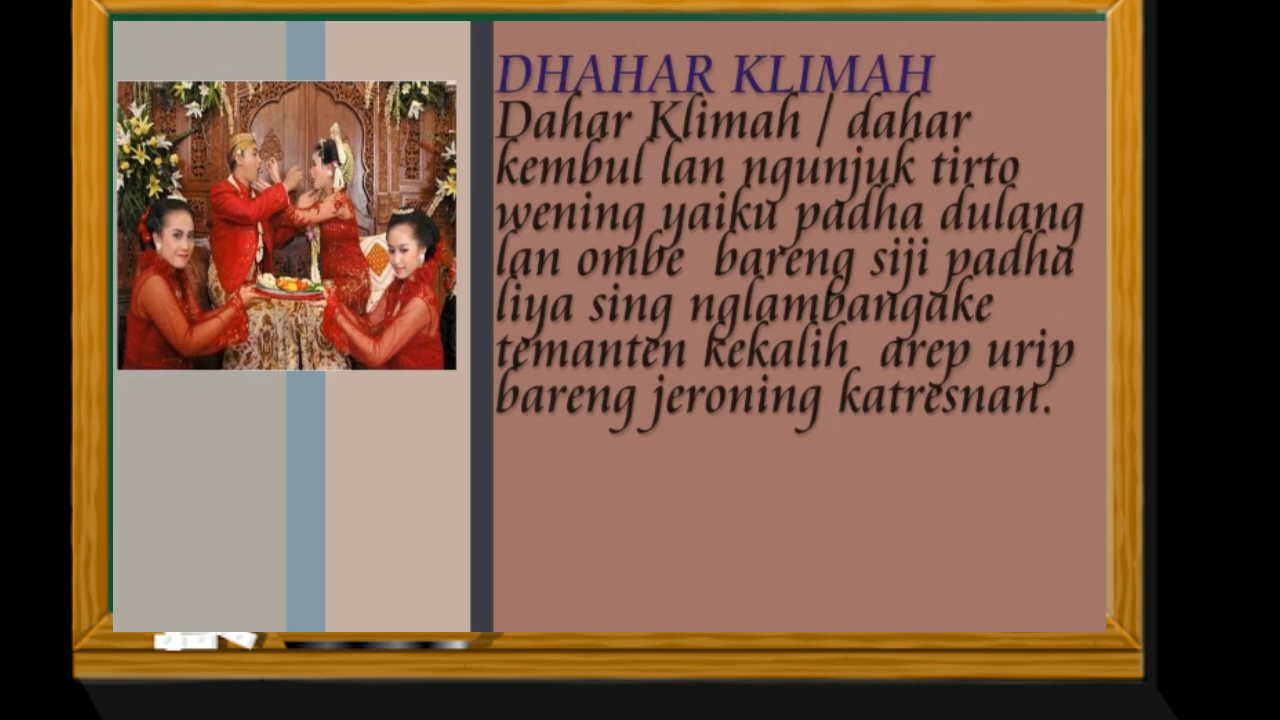 DHAHAR KLIMAH
Dahar Klimah / dahar
kembul lan ngunjuk tirto
wening yaiku padha dulang
lan ombe bareng siji padha
liya sing nglambangake
temanten kekalih arep urip
bareng jeroning katresnan.